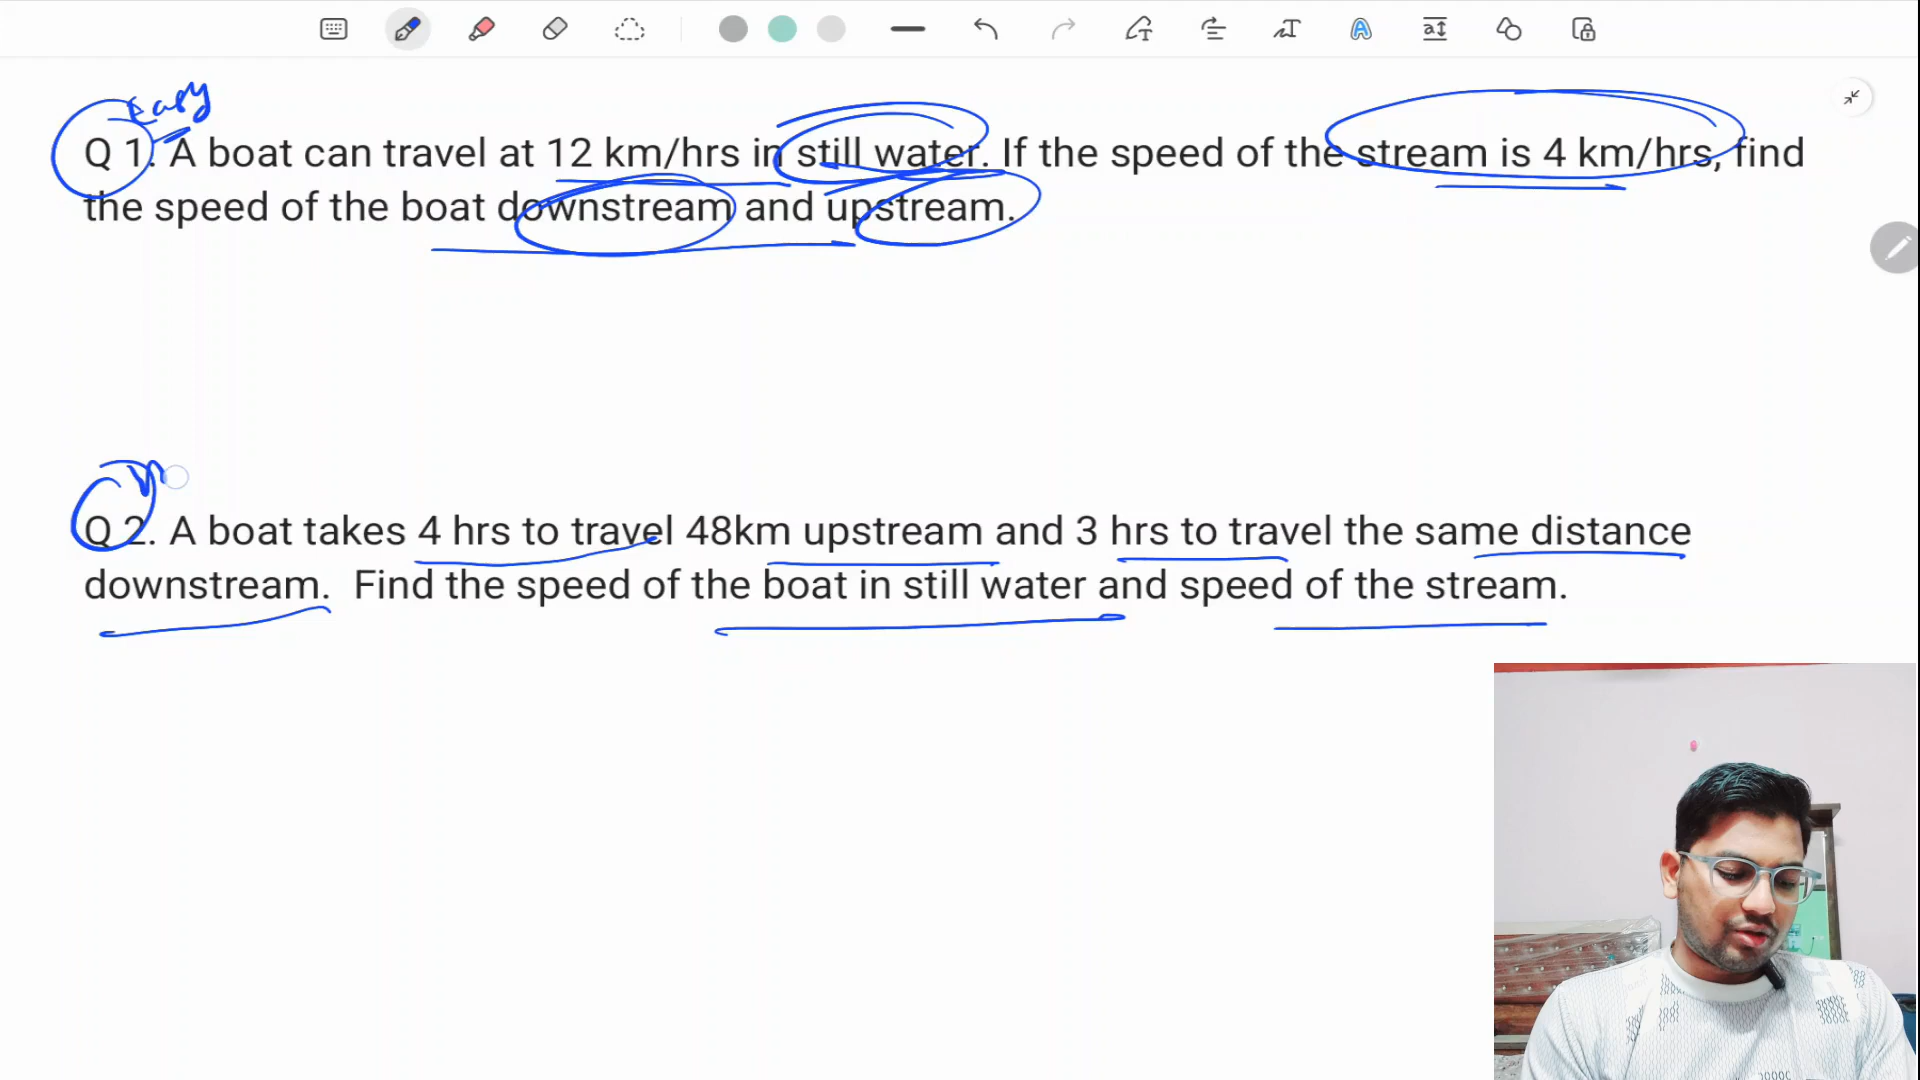 Easy
Q 1. A boat can travel at 12 km/hrs in still water. If the speed of the stream is 4 km/hrs, find
the speed of the boat downstream and upstream.
Q 2. A boat takes 4 hrs to travel 48km upstream and 3 hrs to travel the same distance
downstream. Find the speed of the boat in still water and speed of the stream.